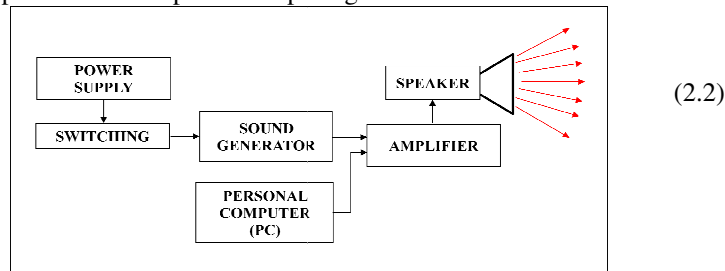 POWER
SUPPLY
SPEAKER
(2.2)
SWITCHING
SOUND
GENERATOR
AMPLIFIER
PERSONAL
COMPUTER
(PC)